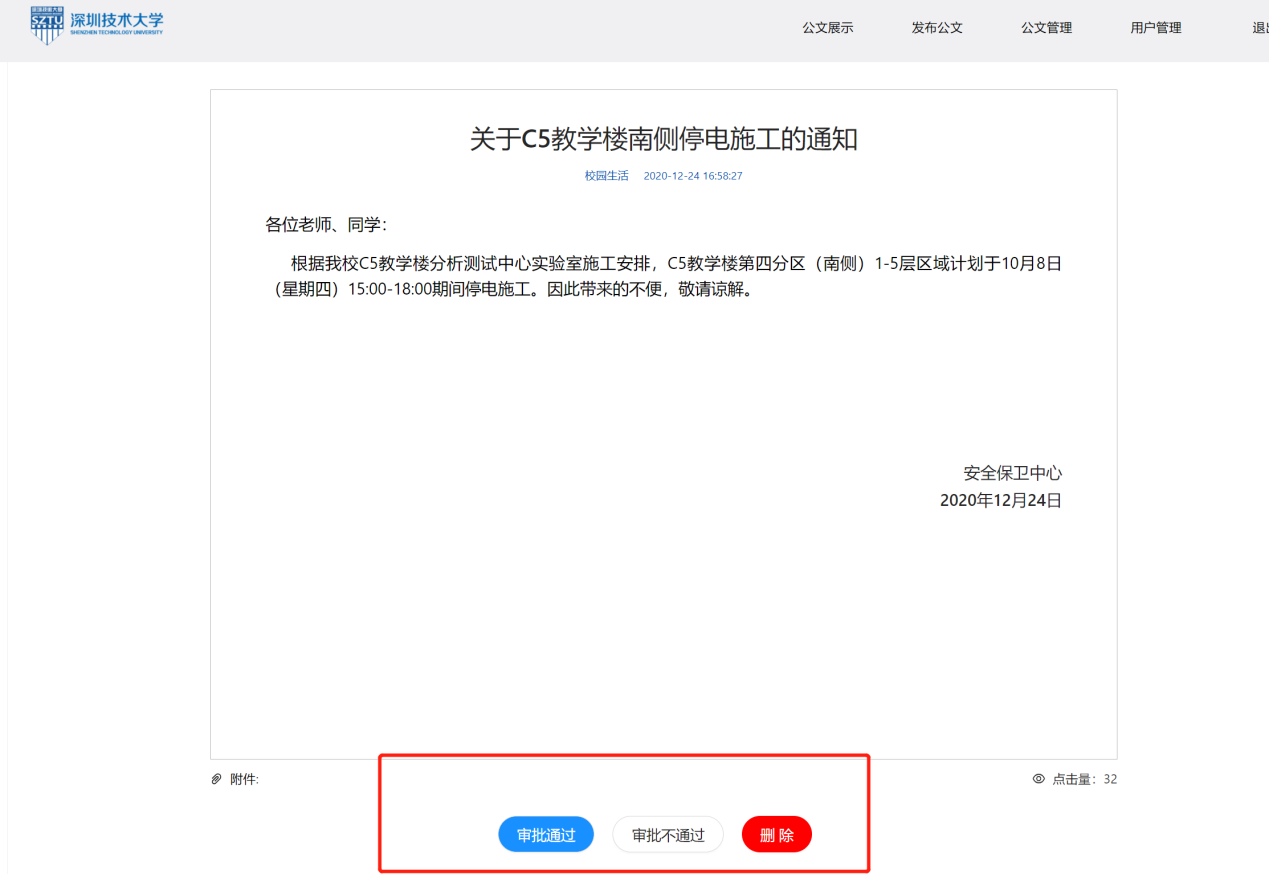 深圳技术大学
SZTU
SHENZHEN TECHNOLOGY UNIVERSITY
公文展示 发布公文 公文管理 用户管理
关于C5教学楼南侧停电施工的通知
校园生活 2020-12-24 16:58:27
各位老师、同学：
根据我校C5教学楼分析测试中心实验室施工安排，C5教学楼第四分区（南侧）1-5层区域计划于10月8日
（星期四）15:00-18:00期间停电施工。因此带来的不便，敬请谅解。
安全保卫中心
2020年12月24日
附件:
点击量：32
审批通过 审批不通过 删 除